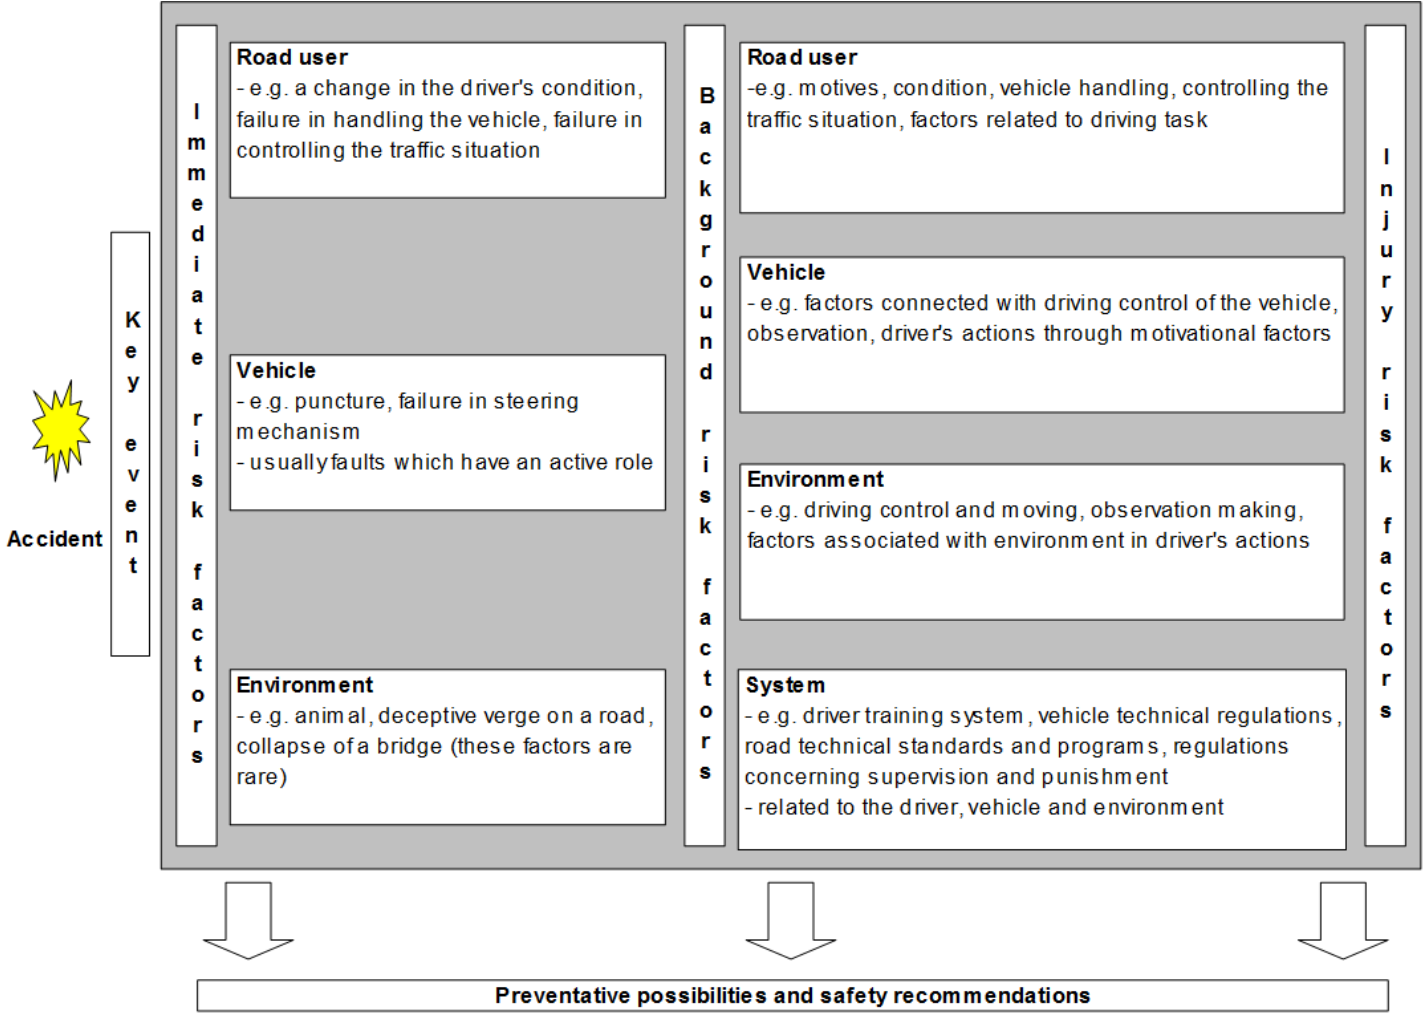 Accident
Key event
Immediate risk factors
Road user
- e.g. a change in the driver's condition,
failure in handling the vehicle, failure in
controlling the traffic situation
Vehicle
- e.g. puncture, failure in steering
mechanism
- usually faults which have an active role
Environment
- e.g. animal, deceptive verge on a road,
collapse of a bridge (these factors are
rare)
Background risk factors
Road user
-e.g. motives, condition, vehicle handling, controlling the
traffic situation, factors related to driving task
Vehicle
- e.g. factors connected with driving control of the vehicle,
observation, driver's actions through motivational factors
Environment
- e.g. driving control and moving, observation making,
factors associated with environment in driver's actions
System
- e.g. driver training system, vehicle technical regulations,
road technical standards and programs, regulations
concerning supervision and punishment
- related to the driver, vehicle and environment
Injury risk factors
Preventative possibilities and safety recommendations